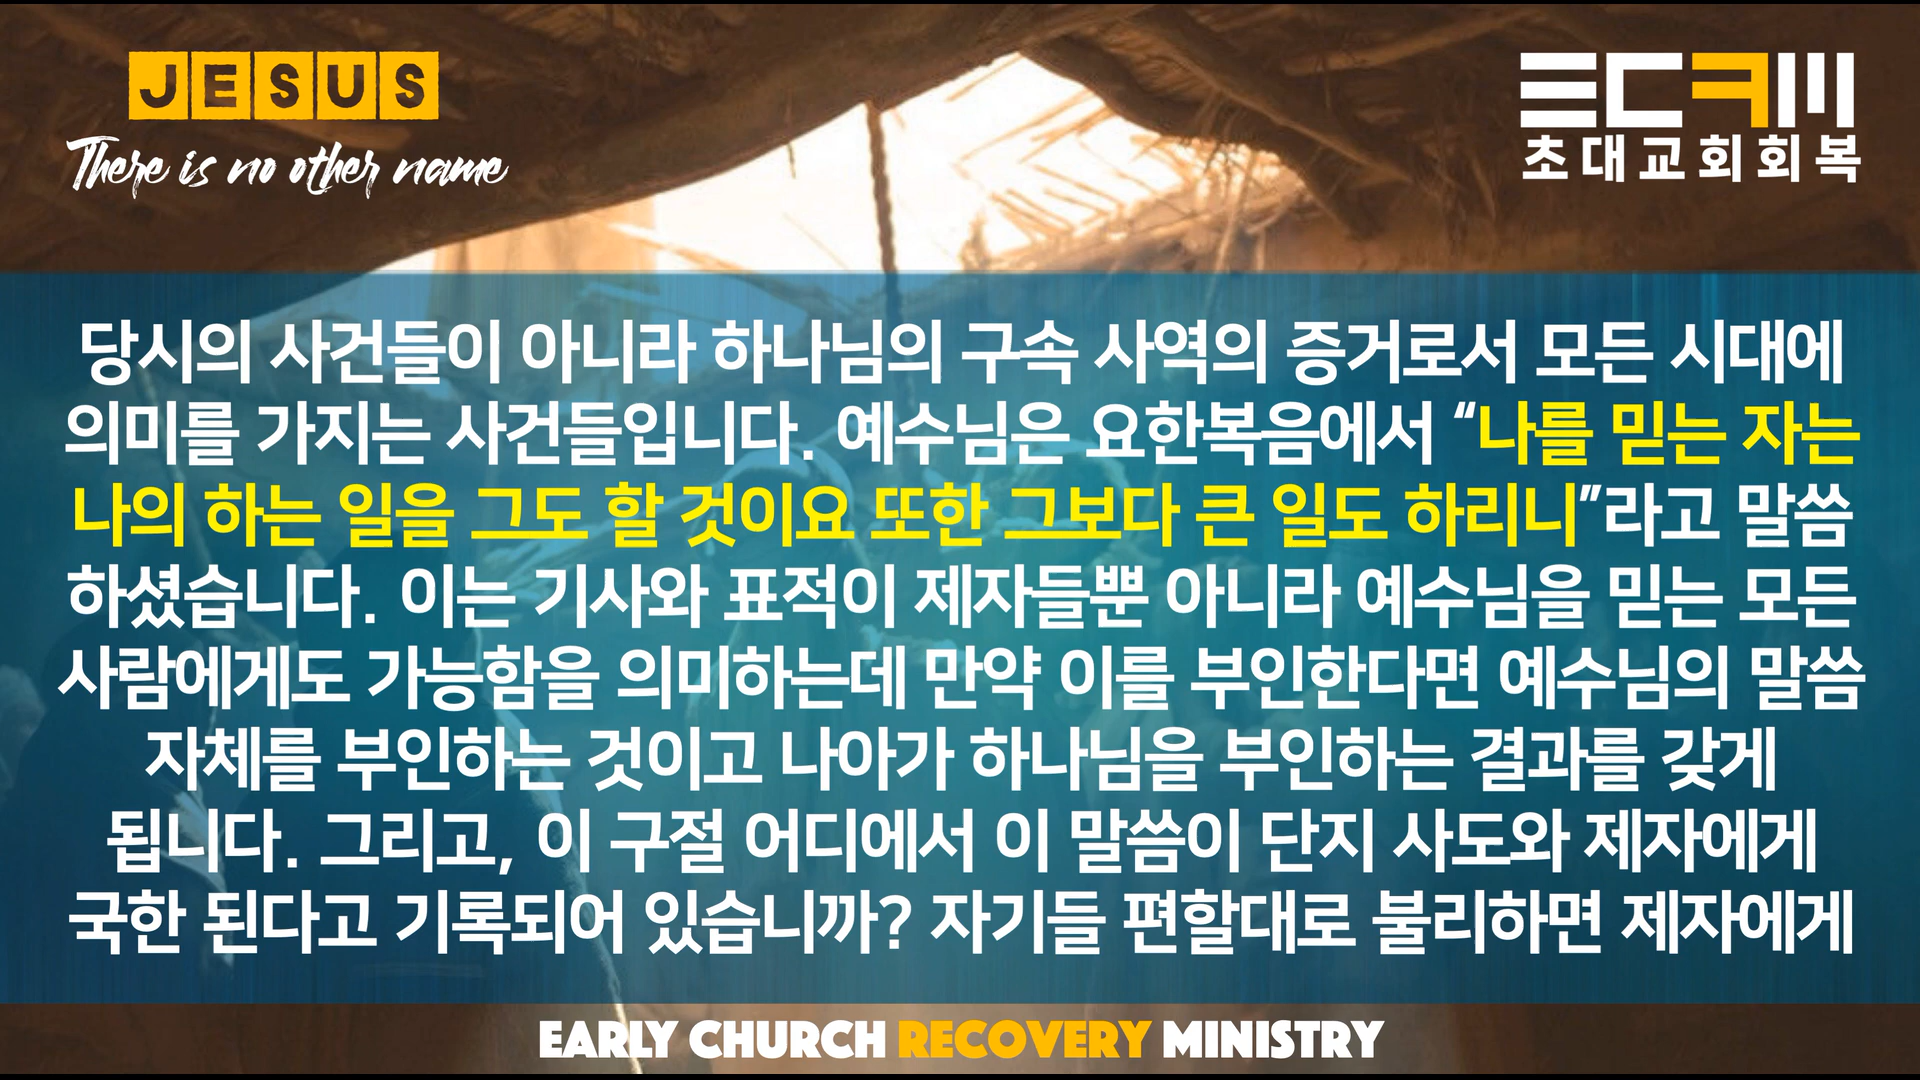 JESUS
There is no other name
초대교회회복
당시의 사건들이 아니라 하나님의 구속 사역의 증거로서 모든 시대에
의미를 가지는 사건들입니다. 예수님은 요한복음에서 “나를 믿는 자는
나의 하는 일을 그도 할 것이요 또한 그보다 큰 일도 하리니”라고 말씀
하셨습니다. 이는 기사와 표적이 제자들뿐 아니라 예수님을 믿는 모든
사람에게도 가능함을 의미하는데 만약 이를 부인한다면 예수님의 말씀
자체를 부인하는 것이고 나아가 하나님을 부인하는 결과를 갖게
됩니다. 그리고, 이 구절 어디에서 이 말씀이 단지 사도와 제자에게
국한 된다고 기록되어 있습니까? 자기들 편할대로 불리하면 제자에게
EARLY CHURCH RECOVERY MINISTRY